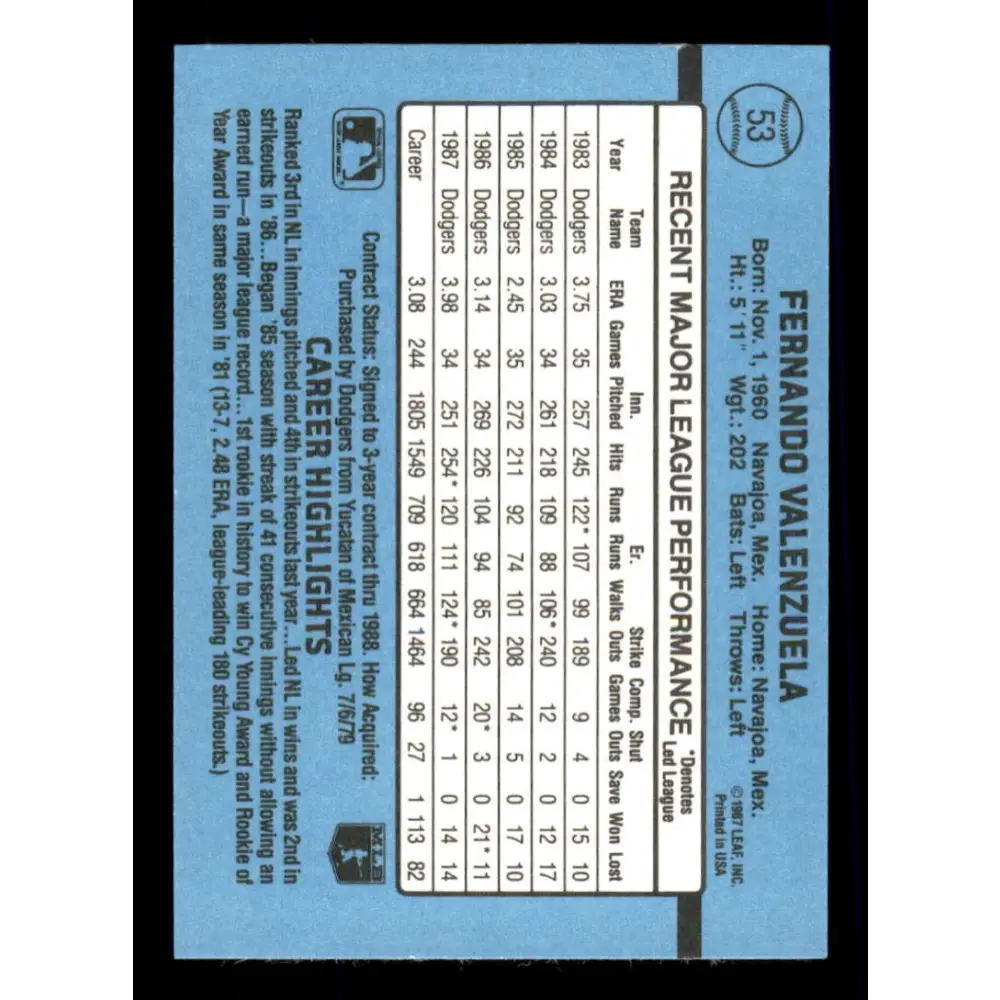 53
FERNANDO VALENZUELA
Born: Nov. 1, 1960 Navajoa, Mex. Home: Navajoa, Mex.
Ht.: 5'11" Wgt.: 202 Bats: Left Throws: Left
©1987 LEAF, INC.
Printed in USA
RECENT MAJOR LEAGUE PERFORMANCE
*Denotes
Led League
Year Team Name ERA Games Inn. Pitched Hits Runs Er. Runs Walks Strike Outs Comp. Games Shut Outs Save Won Lost
1983 Dodgers 3.75 35 257 245 122* 107 99 189 9 4 0 15 10
1984 Dodgers 3.03 34 261 218 109 88 106* 240 12 2 0 12 17
1985 Dodgers 2.45 35 272 211 92 74 101 208 14 5 0 17 10
1986 Dodgers 3.14 34 269 226 104 94 85 242 20* 3 0 21* 11
1987 Dodgers 3.98 34 251 254* 120 111 124* 190 12* 1 0 14 14
Career 3.08 244 1805 1549 709 618 664 1464 96 27 1 113 82
Contract Status: Signed to 3-year contract thru 1988. How Acquired:
Purchased by Dodgers from Yucatan of Mexican Lg. 7/6/79
MLB
CAREER HIGHLIGHTS
Ranked 3rd in NL in innings pitched and 4th in strikeouts last year...Led NL in wins and was 2nd in
strikeouts in '86...Began '85 season with streak of 41 consecutive innings without allowing an
earned run—a major league record...1st rookie in history to win Cy Young Award and Rookie of
Year Award in same season in '81 (13-7, 2.48 ERA, league-leading 180 strikeouts.)